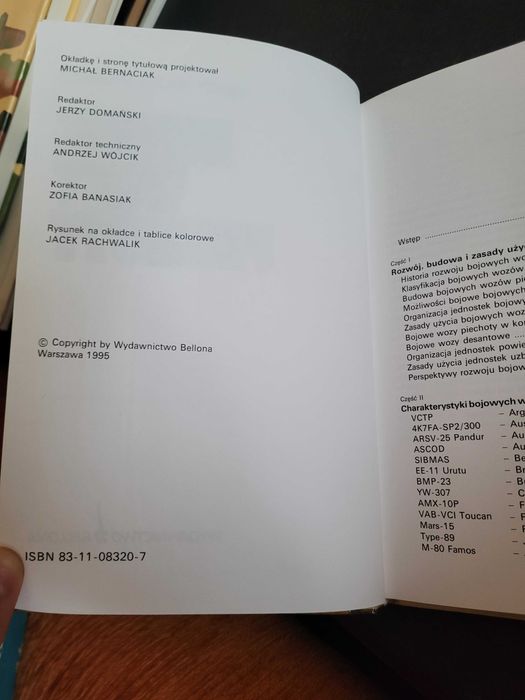 Okładkę i stronę tytułową projektował
MICHAŁ BERNACIAK
Redaktor
JERZY DOMAŃSKI
Redaktor techniczny
ANDRZEJ WÓJCIK
Korektor
ZOFIA BANASIAK
Rysunek na okładce i tablice kolorowe
JACEK RACHWALIK
© Copyright by Wydawnictwo Bellona
Warszawa 1995
ISBN 83-11-08320-7
Wstęp
Część I
Rozwój, budowa i zasady
Historia rozwoju bojowych
Klasyfikacja bojowych wozów
Budowa bojowych wozów
Możliwości bojowe bojowych
Organizacja jednostek
Zasady użycia bojowych
Bojowe wozy piechoty w
Bojowe wozy desantowe
Organizacja jednostek
Zasady użycia jednostek
Perspektywy rozwoju
Część II
Charakterystyki bojowych
VCTP –
4K7FA-SP2/300 –
ARSV-25 Pandur –
ASCOD –
SIBMAS –
EE-11 Urutu –
BMP-23 –
YW-307 –
AMX-10P –
VAB-VCI Toucan –
Mars-15 –
Type-89 –
M-80 Famos –